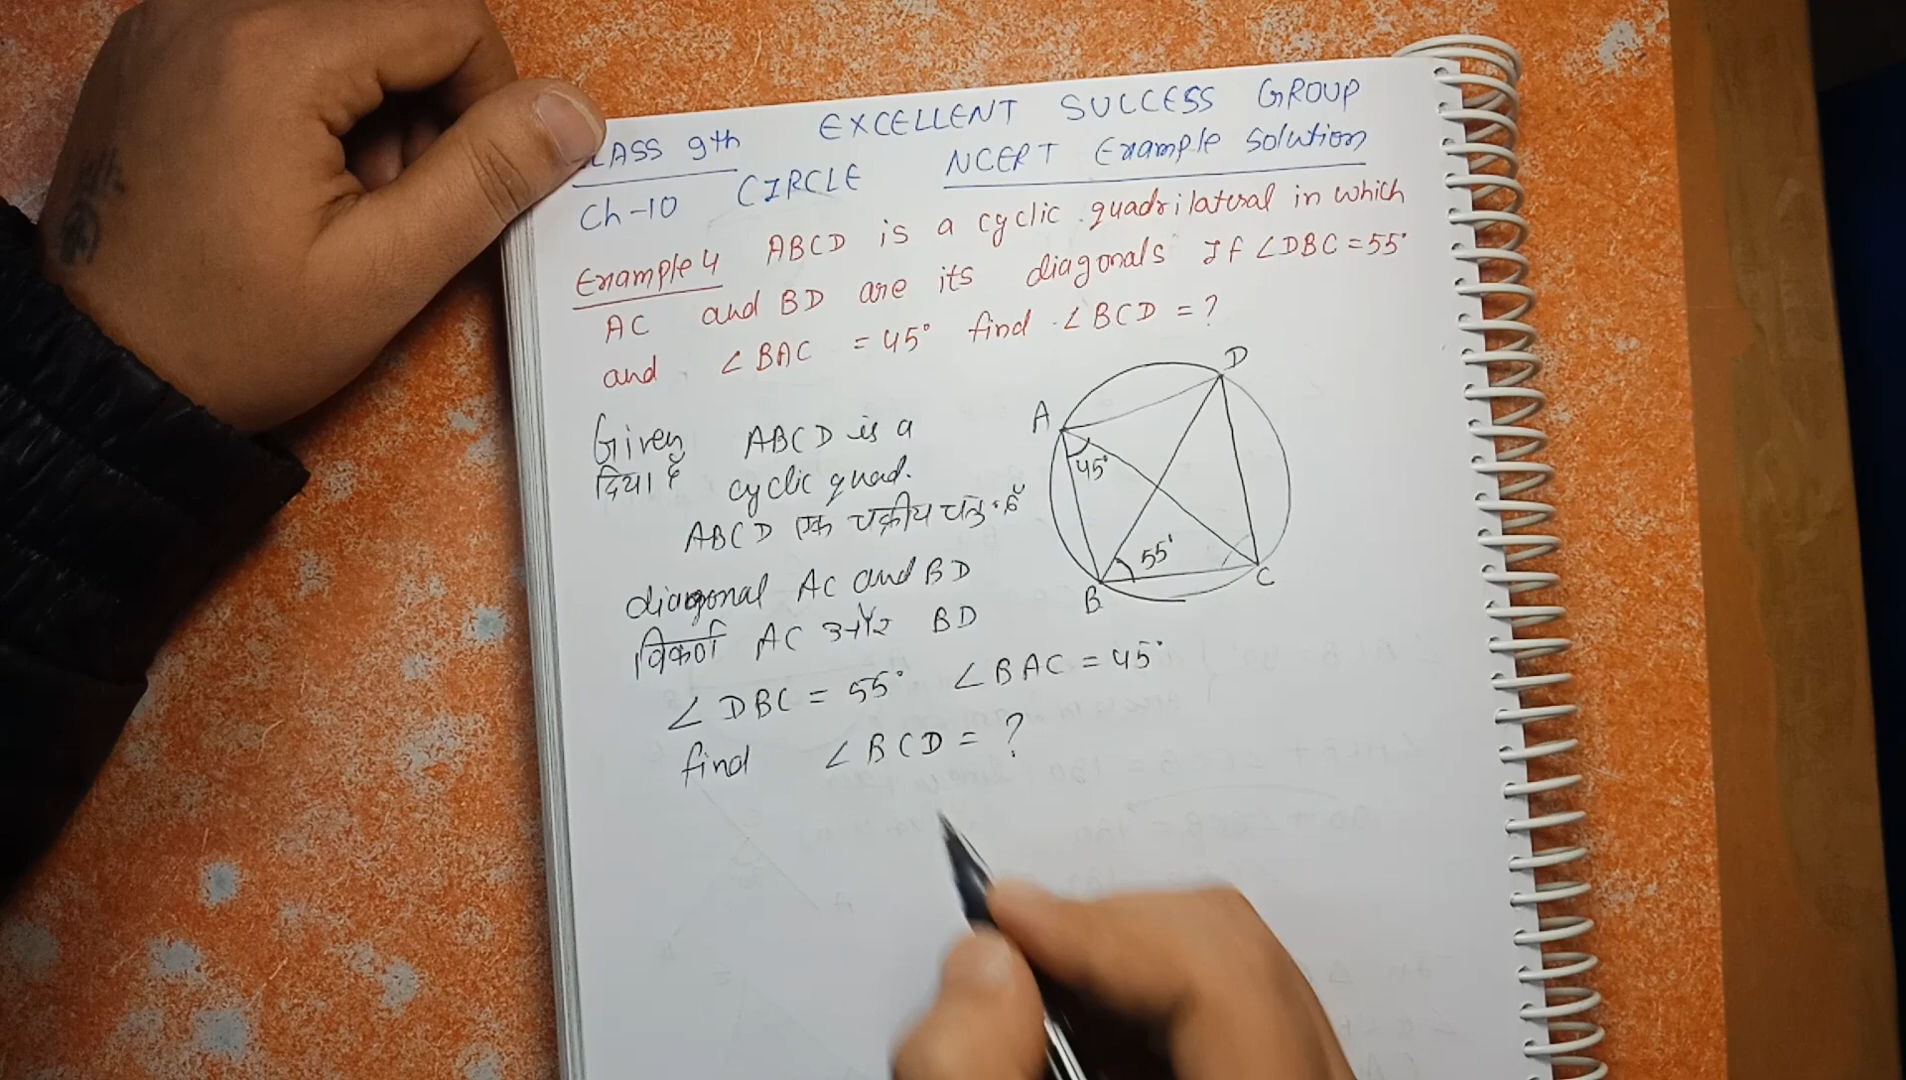 EXCELLENT SUCCESS GROUP
CLASS 9th
NCERT Example Solution
Ch-10 CIRCLE
Example 4 ABCD is a cyclic quadrilateral in which
AC and BD are its diagonals If ∠DBC = 55°
and ∠BAC = 45° find ∠BCD = ?
Given ABCD is a
दिया है cyclic quad.
ABCD एक चक्रीय चतु. है
diagonal AC and BD
विकर्ण AC और BD
∠DBC = 55° ∠BAC = 45°
find ∠BCD = ?
D
A
45°
55°
B
C